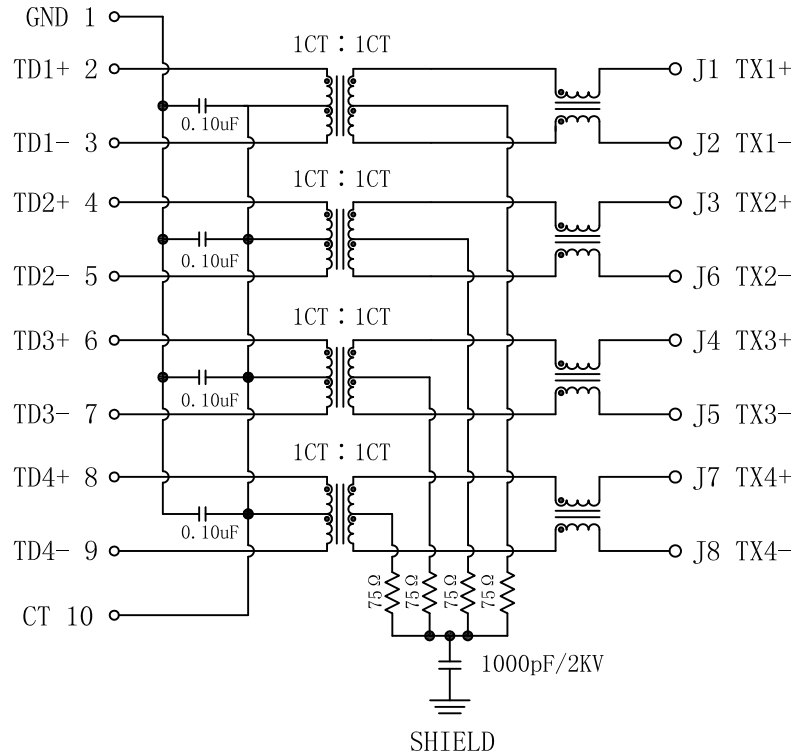 GND 1
1CT：1CT
TD1+ 2
J1 TX1+
0.10uF
TD1- 3
J2 TX1-
1CT：1CT
TD2+ 4
J3 TX2+
0.10uF
TD2- 5
J6 TX2-
1CT：1CT
TD3+ 6
J4 TX3+
0.10uF
TD3- 7
J5 TX3-
1CT：1CT
TD4+ 8
J7 TX4+
0.10uF
TD4- 9
J8 TX4-
75Ω
75Ω
75Ω
75Ω
CT 10
1000pF/2KV
SHIELD